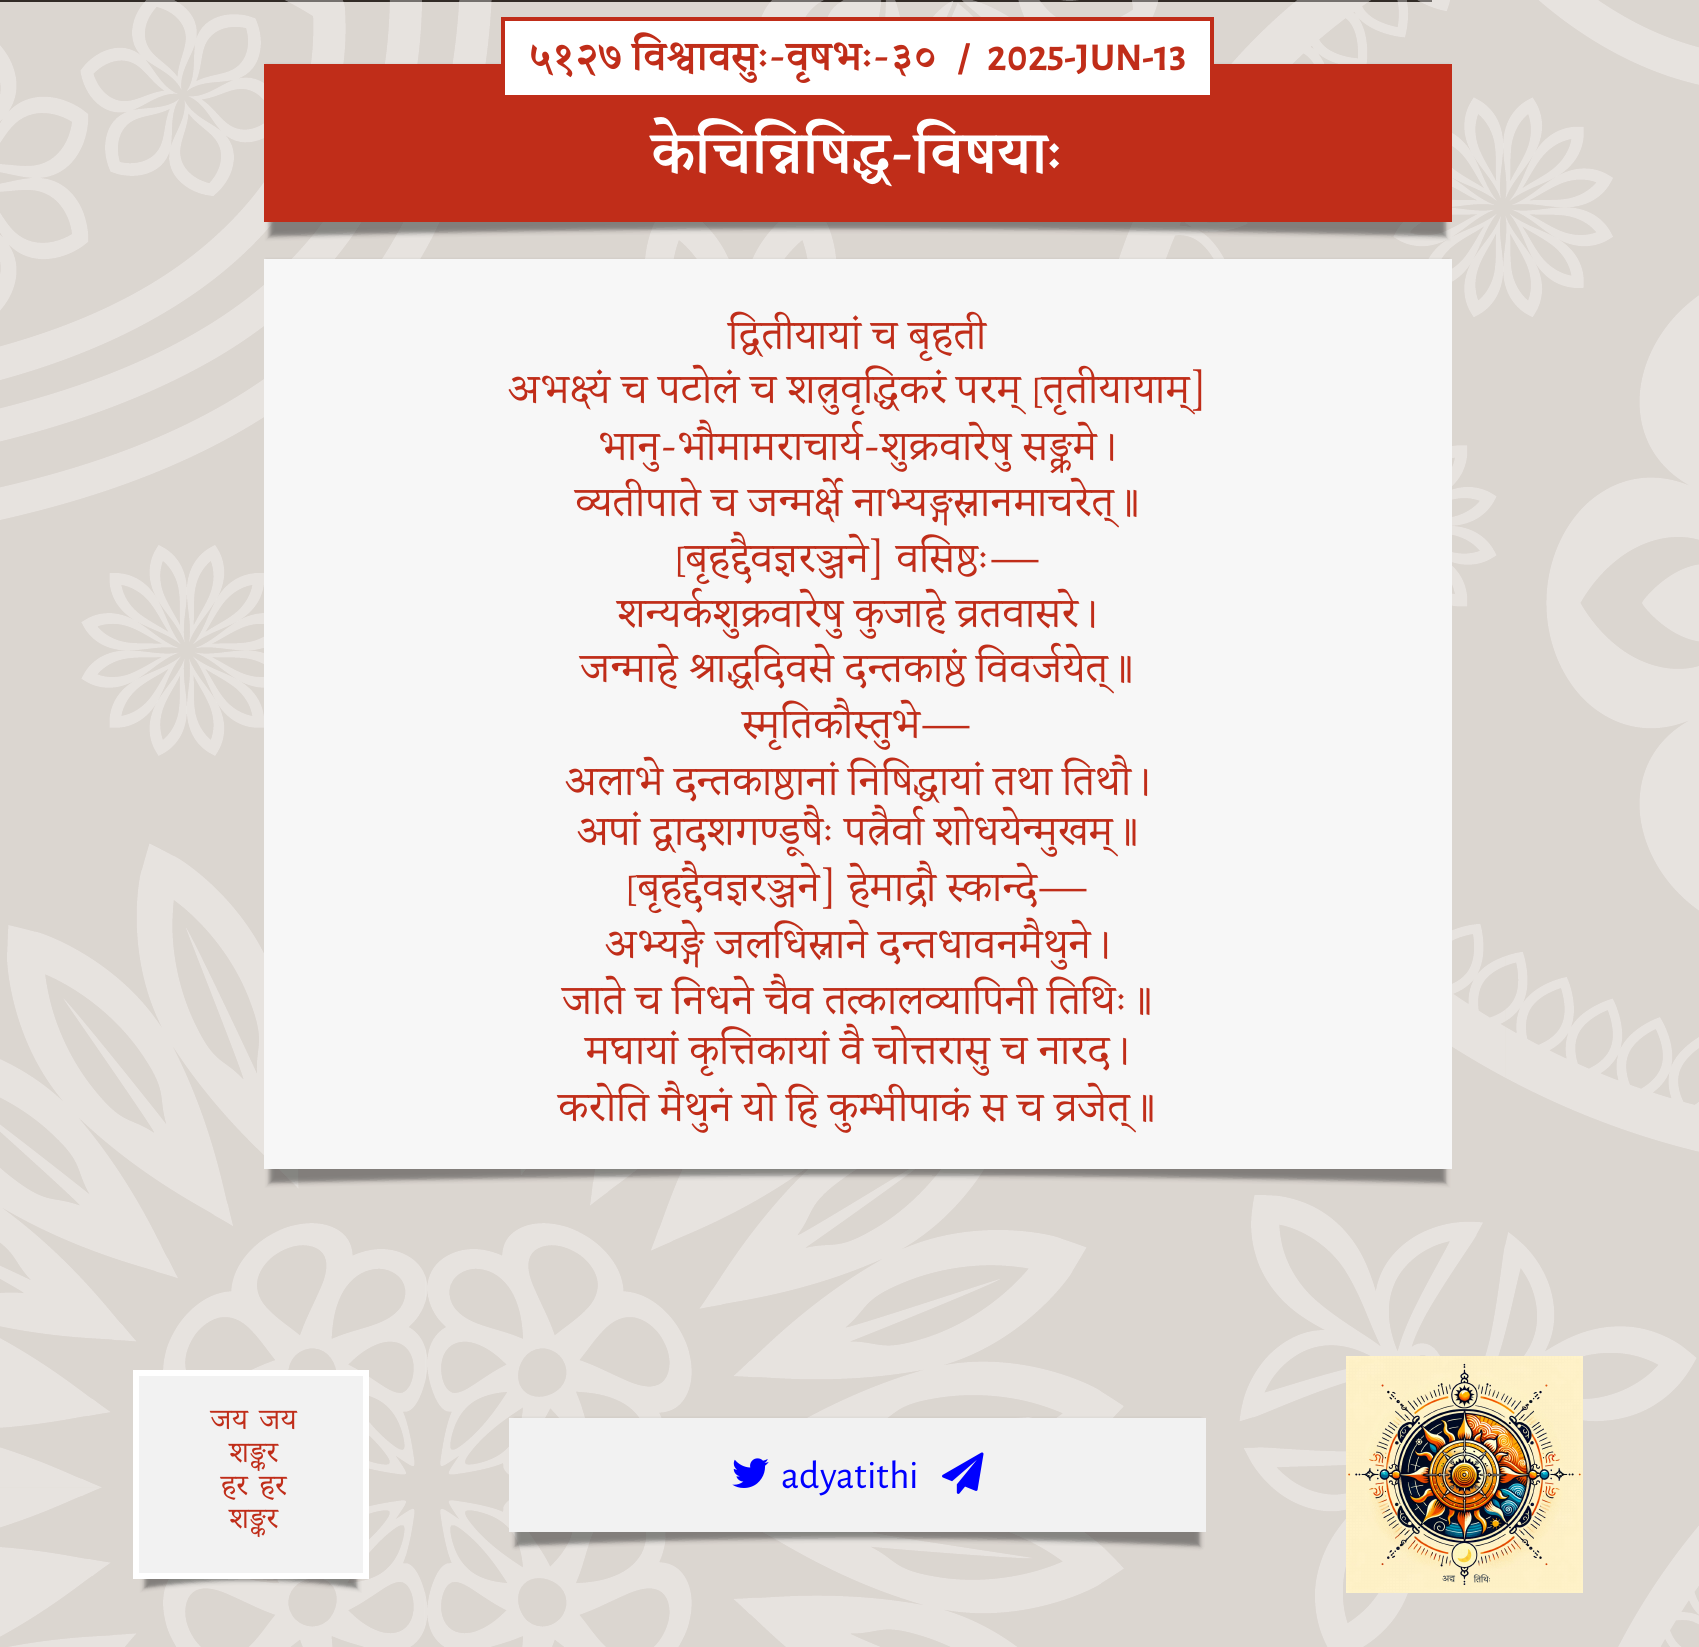 ५१२७ विश्वावसुः-वृषभः-३० / 2025-JUN-13
केचिन्निषिद्ध-विषयाः
द्वितीयायां च बृहती
अभक्ष्यं च पटोलं च शत्रुवृद्धिकरं परम् [तृतीयायाम्]
भानु-भौमामराचार्य-शुक्रवारेषु सङ्क्रमे।
व्यतीपाते च जन्मर्क्षे नाभ्यङ्गस्नानमाचरेत्॥
[बृहद्दैवज्ञरञ्जने] वसिष्ठः—
शन्यर्कशुक्रवारेषु कुजाहे व्रतवासरे।
जन्माहे श्राद्धदिवसे दन्तकाष्ठं विवर्जयेत्॥
स्मृतिकौस्तुभे—
अलाभे दन्तकाष्ठानां निषिद्धायां तथा तिथौ।
अपां द्वादशगण्डूषैः पत्रैर्वा शोधयेन्मुखम्॥
[बृहद्दैवज्ञरञ्जने] हेमाद्रौ स्कान्दे—
अभ्यङ्गे जलधिस्नाने दन्तधावनमैथुने।
जाते च निधने चैव तत्कालव्यापिनी तिथिः॥
मघायां कृत्तिकायां वै चोत्तरासु च नारद।
करोति मैथुनं यो हि कुम्भीपाकं स च व्रजेत्॥
जय जय
शङ्कर
हर हर
शङ्कर
adyatithi
अद्य तिथिः